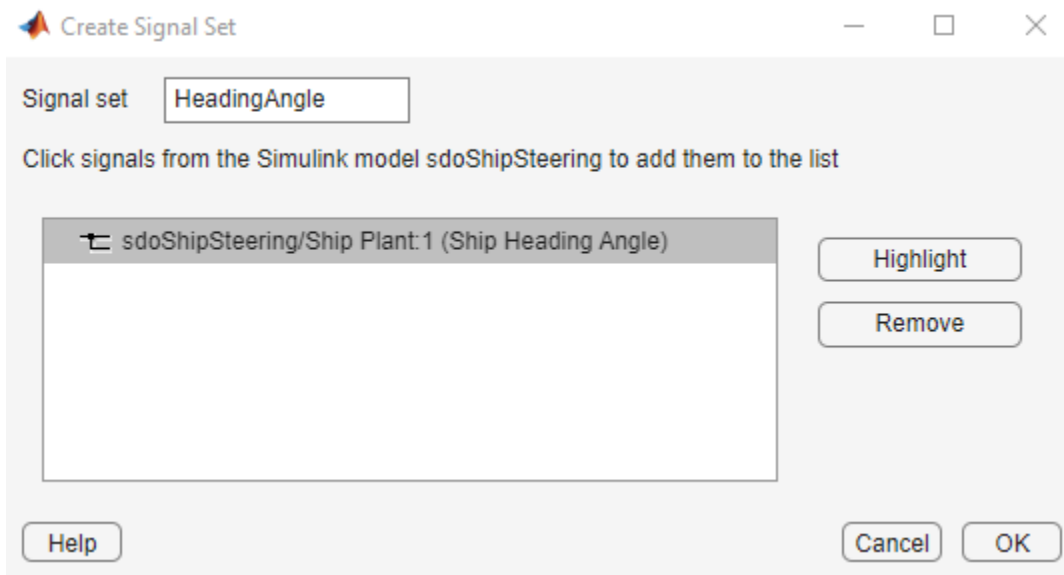 Create Signal Set
Signal set HeadingAngle
Click signals from the Simulink model sdoShipSteering to add them to the list
sdoShipSteering/Ship Plant:1 (Ship Heading Angle)
Highlight
Remove
Help Cancel OK